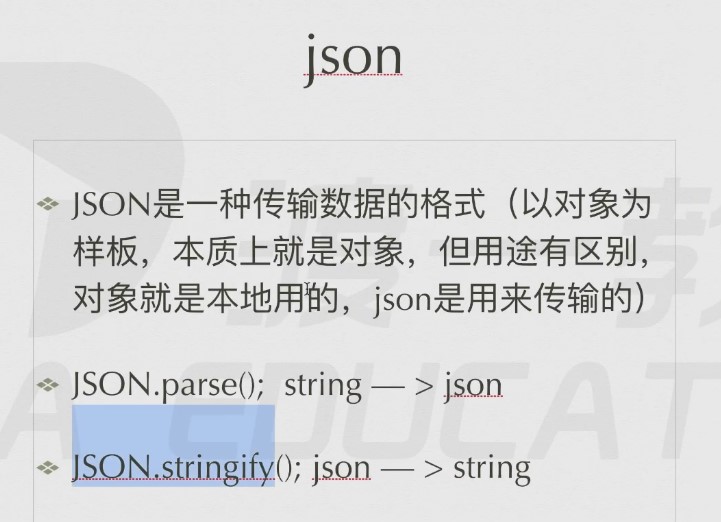 json
JSON是一种传输数据的格式（以对象为
样板，本质上就是对象，但用途有区别，
对象就是本地用的，json是用来传输的）
JSON.parse(); string — > json
JSON.stringify(); json — > string